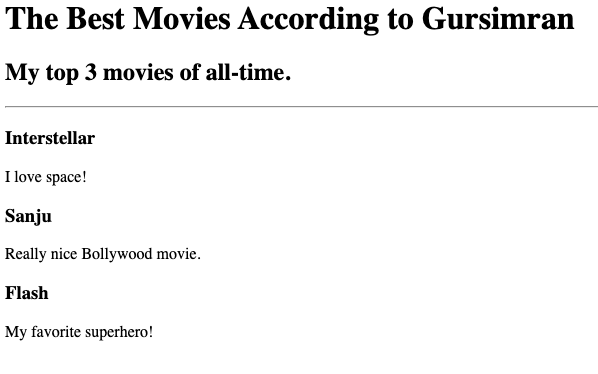 The Best Movies According to Gursimran
My top 3 movies of all-time.
Interstellar
I love space!
Sanju
Really nice Bollywood movie.
Flash
My favorite superhero!